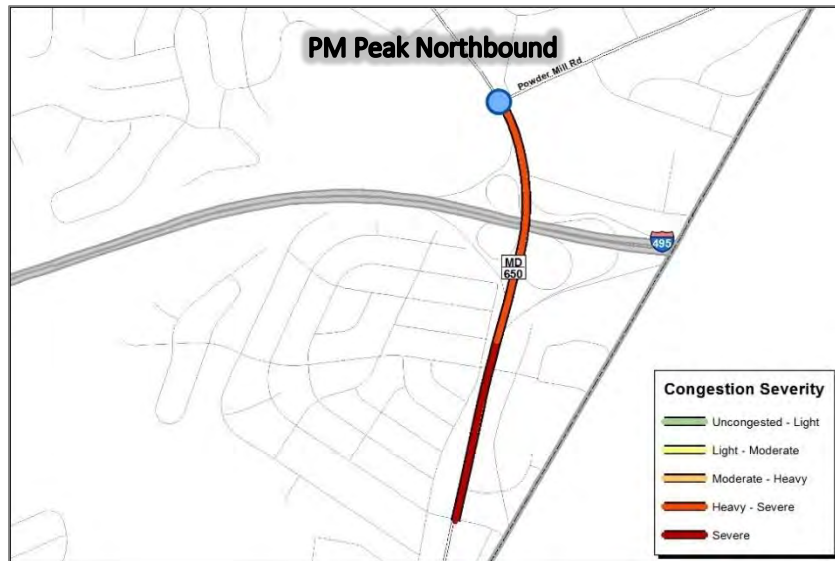 PM Peak Northbound
Powder Mill Rd
495
MD
650
Congestion Severity
Uncongested - Light
Light - Moderate
Moderate - Heavy
Heavy - Severe
Severe